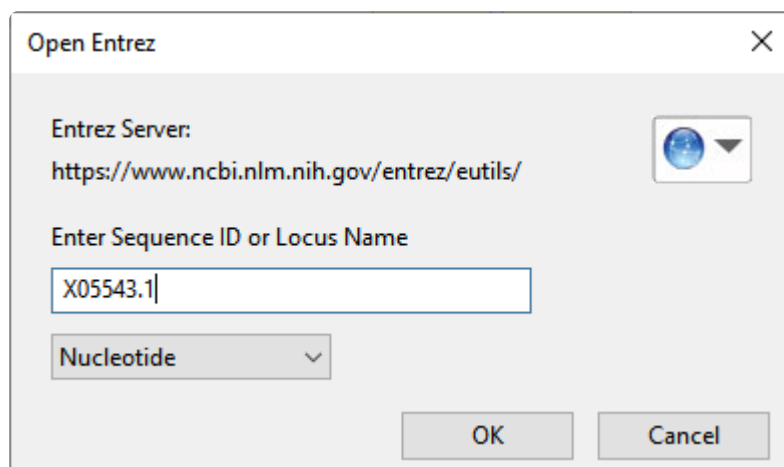 Open Entrez
Entrez Server:
https://www.ncbi.nlm.nih.gov/entrez/eutils/
Enter Sequence ID or Locus Name
X05543.1
Nucleotide
OK Cancel